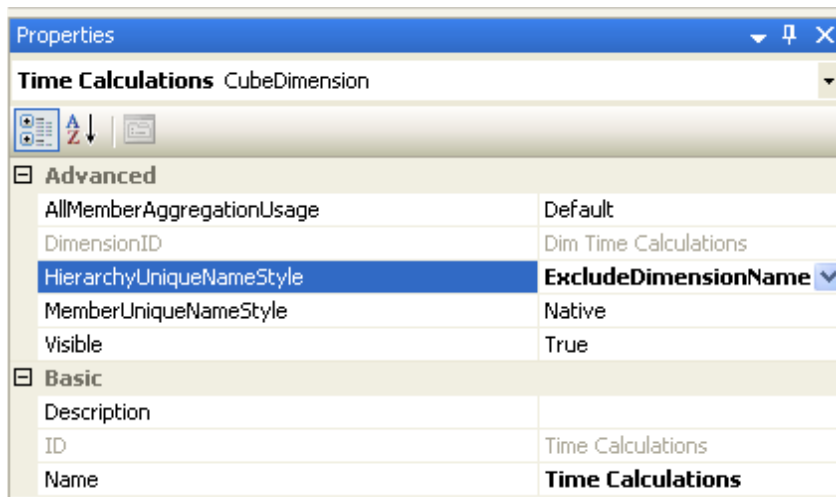 Properties
Time Calculations CubeDimension
Advanced
AllMemberAggregationUsage Default
DimensionID Dim Time Calculations
HierarchyUniqueNameStyle ExcludeDimensionName
MemberUniqueNameStyle Native
Visible True
Basic
Description
ID Time Calculations
Name Time Calculations